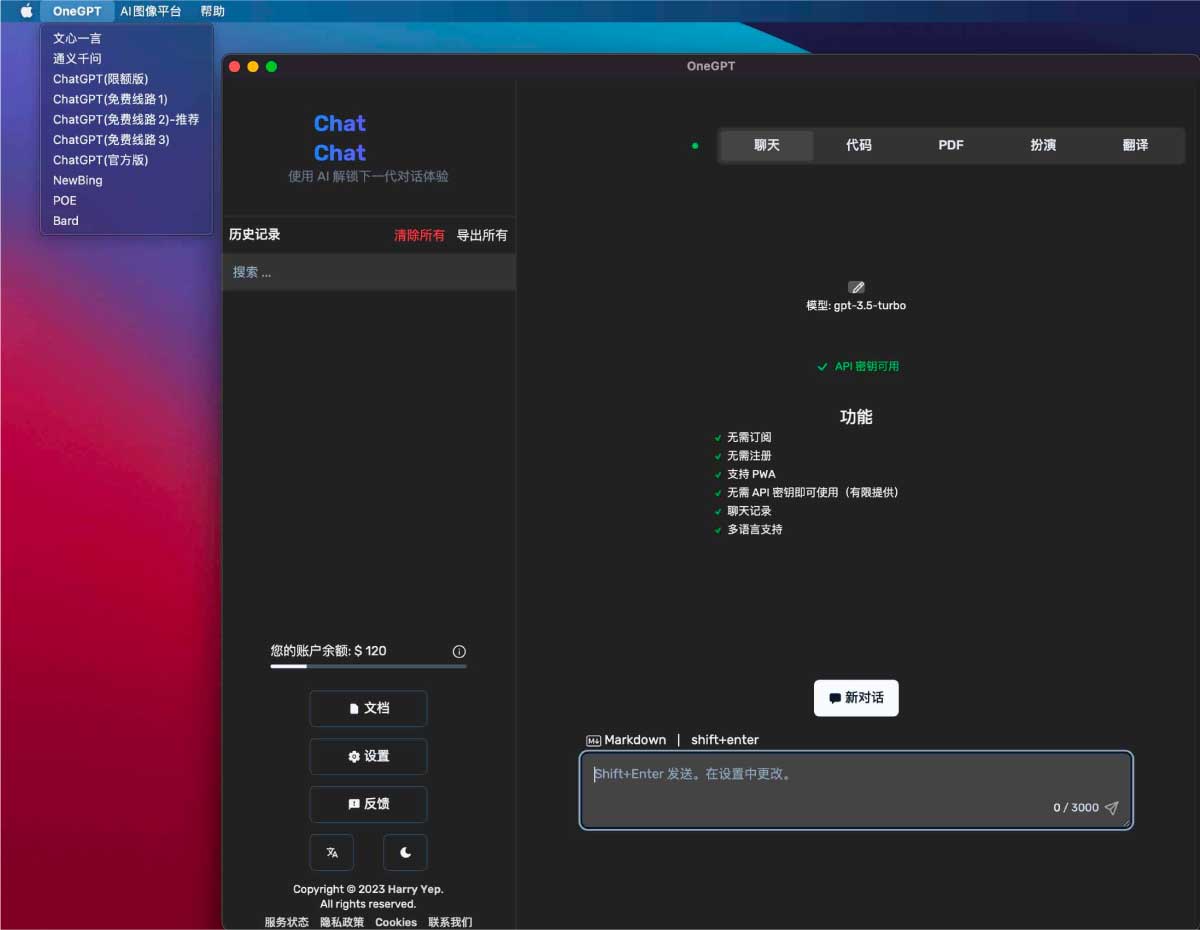 OneGPT AI图像平台 帮助
文心一言
通义千问
ChatGPT(限额版)
ChatGPT(免费线路1)
ChatGPT(免费线路2)-推荐
ChatGPT(免费线路3)
ChatGPT(官方版)
NewBing
POE
Bard
OneGPT
Chat
Chat
使用 AI 解锁下一代对话体验
历史记录 清除所有 导出所有
搜索 ...
您的账户余额: $ 120
文档
设置
反馈
Copyright © 2023 Harry Yep.
All rights reserved.
服务状态 隐私政策 Cookies 联系我们
聊天 代码 PDF 扮演 翻译
模型: gpt-3.5-turbo
API 密钥可用
功能
无需订阅
无需注册
支持 PWA
无需 API 密钥即可使用（有限提供）
聊天记录
多语言支持
新对话
Markdown | shift+enter
Shift+Enter 发送。在设置中更改。
0 / 3000